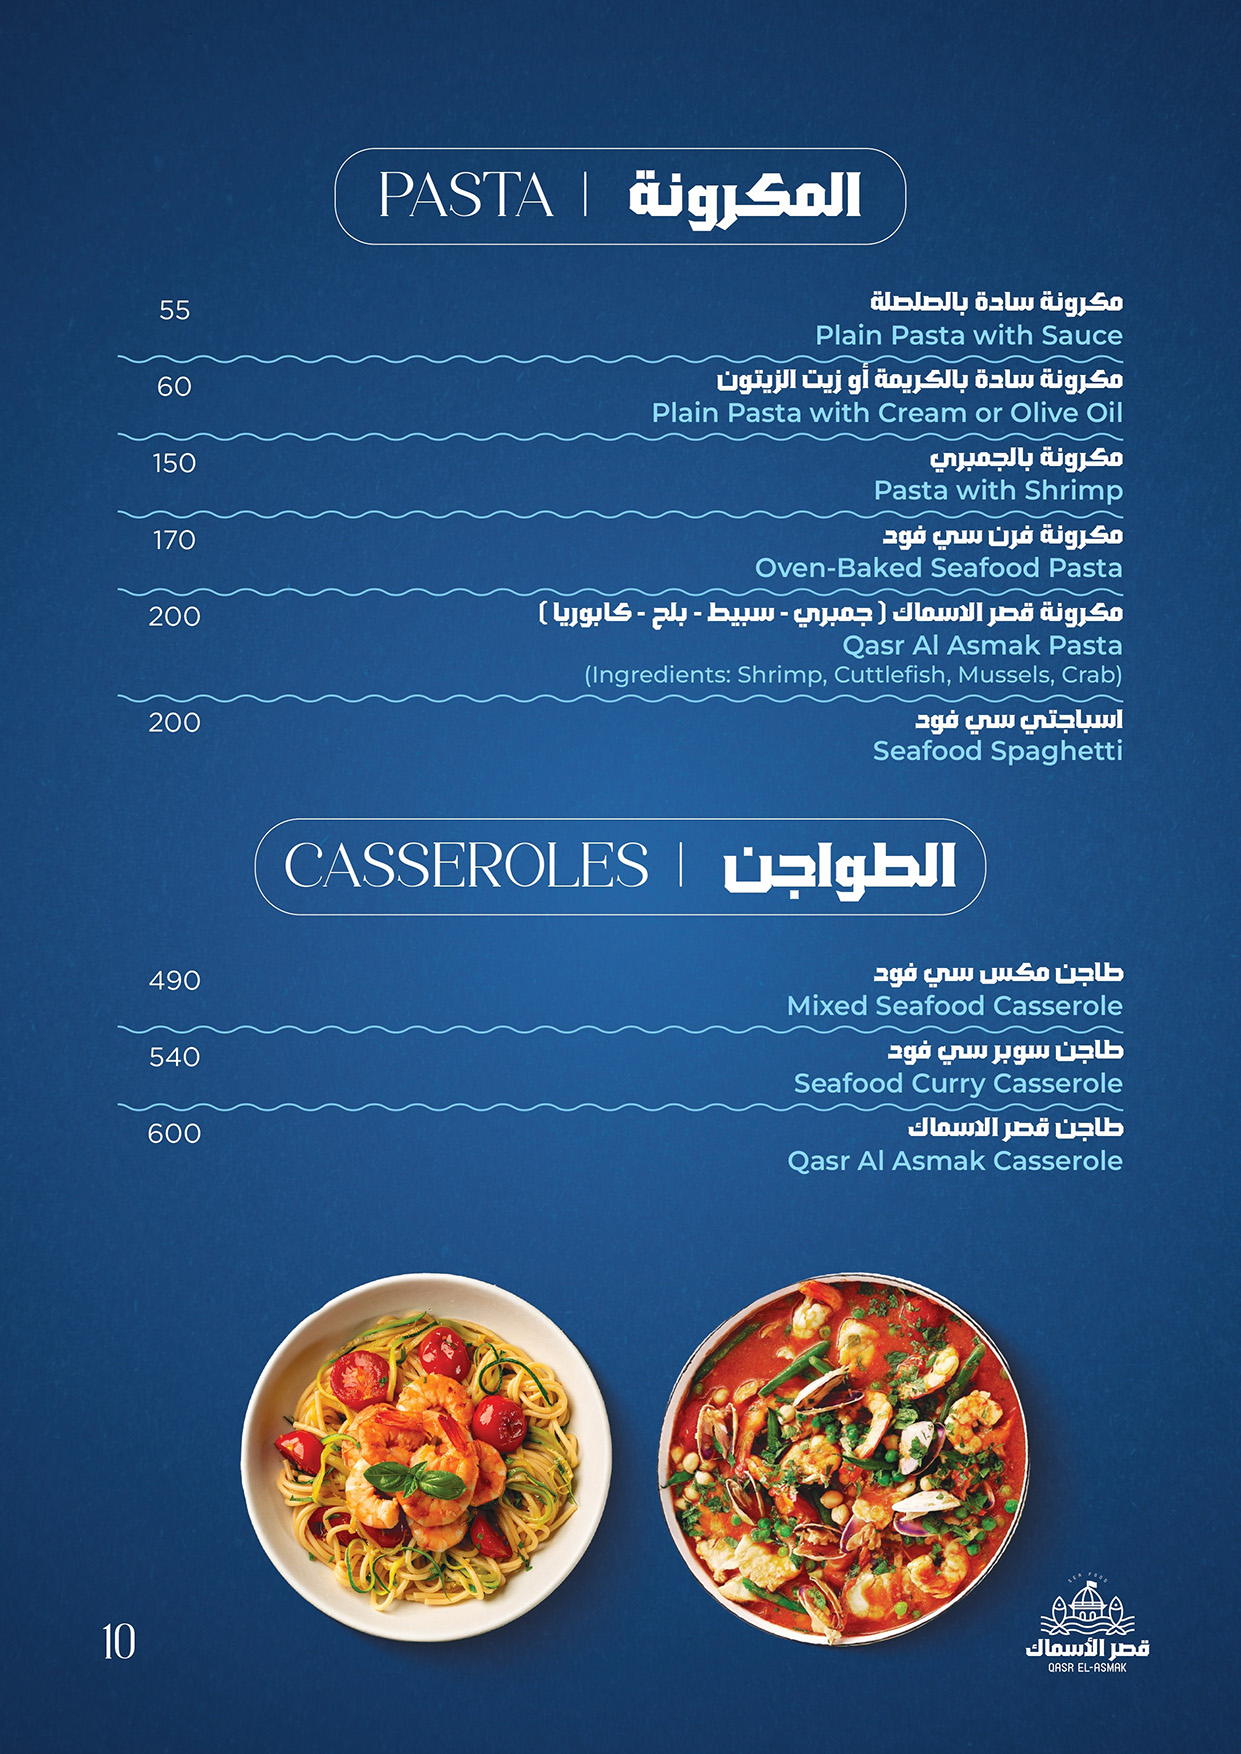 PASTA | المكرونة
مكرونة سادة بالصلصلة
55
Plain Pasta with Sauce
مكرونة سادة بالكريمة أو زيت الزيتون
60
Plain Pasta with Cream or Olive Oil
مكرونة بالجمبري
150
Pasta with Shrimp
مكرونة فرن سي فود
170
Oven-Baked Seafood Pasta
مكرونة قصر الاسماك ( جمبري - سبيط - بلح - كابوريا )
200
Qasr Al Asmak Pasta
(Ingredients: Shrimp, Cuttlefish, Mussels, Crab)
اسباجتي سي فود
200
Seafood Spaghetti
CASSEROLES | الطواجن
طاجن مكس سي فود
490
Mixed Seafood Casserole
طاجن سوبر سي فود
540
Seafood Curry Casserole
طاجن قصر الاسماك
600
Qasr Al Asmak Casserole
SEA FOOD
قصر الأسماك
QASR EL-ASMAK
10